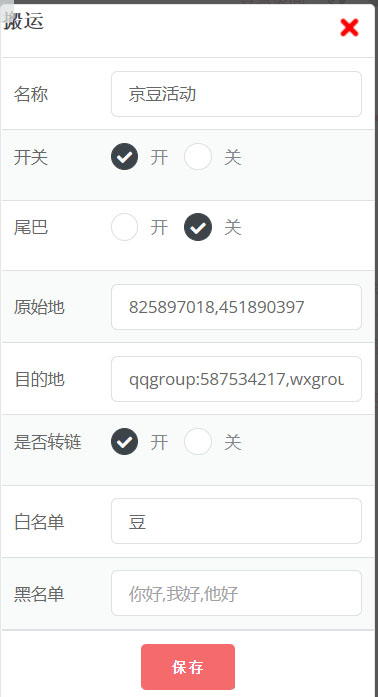 搬运
名称 京豆活动
开关 开 关
尾巴 开 关
原始地 825897018,451890397
目的地 qqgroup:587534217,wxgrou
是否转链 开 关
白名单 豆
黑名单 你好,我好,他好
保存